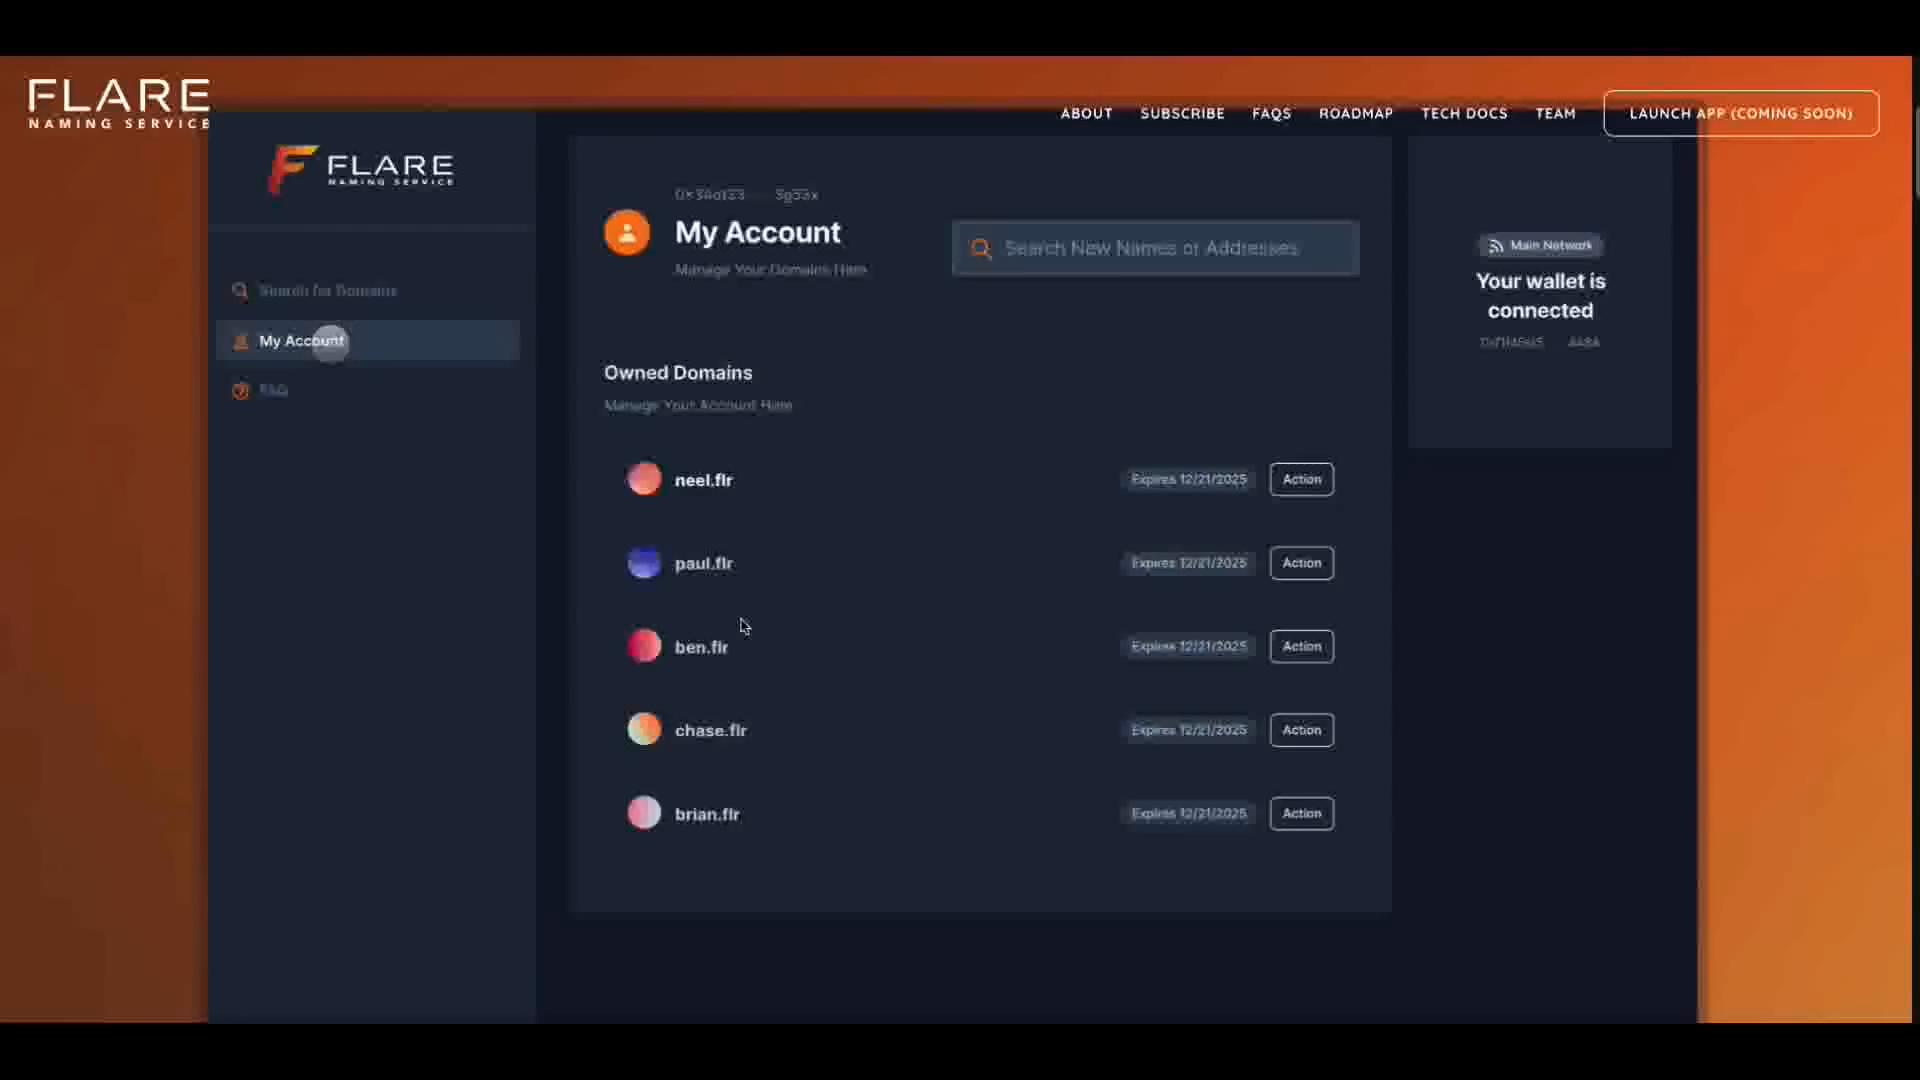 FLARE
NAMING SERVICE
ABOUT
SUBSCRIBE
FAQS
ROADMAP
TECH DOCS
TEAM
LAUNCH APP (COMING SOON)
FLARE
NAMING SERVICE
Search for Domains
My Account
FAQ
My Account
Manage Your Domains Here
Search New Names or Addresses
Main Network
Your wallet is
connected
Owned Domains
Manage Your Account Here
neel.flr
Expires 12/21/2025
Action
paul.flr
Expires 12/21/2025
Action
ben.flr
Expires 12/21/2025
Action
chase.flr
Expires 12/21/2025
Action
brian.flr
Expires 12/21/2025
Action